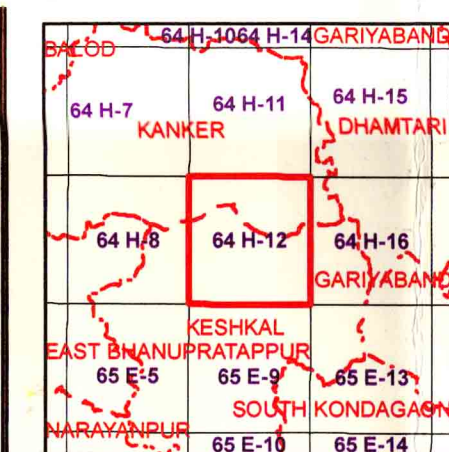 64 H-10 64 H-14 GARIYABAND
BALOD
64 H-7 64 H-11 64 H-15
KANKER DHAMTARI
64 H-8 64 H-12 64 H-16
GARIYABAND
KESHKAL
EAST BHANUPRATAPPUR
65 E-5 65 E-9 65 E-13
SOUTH KONDAGAON
NARAYANPUR
65 E-10 65 E-14